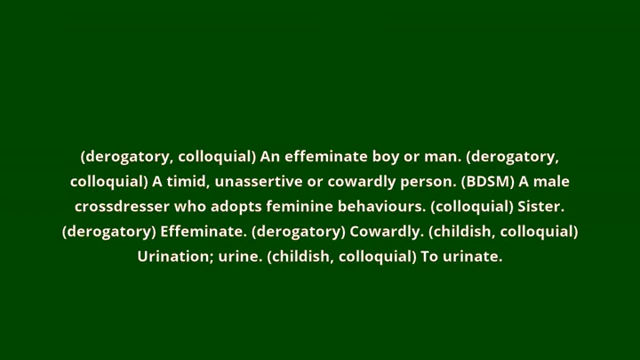 (derogatory, colloquial) An effeminate boy or man. (derogatory,
colloquial) A timid, unassertive or cowardly person. (BDSM) A male
crossdresser who adopts feminine behaviours. (colloquial) Sister.
(derogatory) Effeminate. (derogatory) Cowardly. (childish, colloquial)
Urination; urine. (childish, colloquial) To urinate.